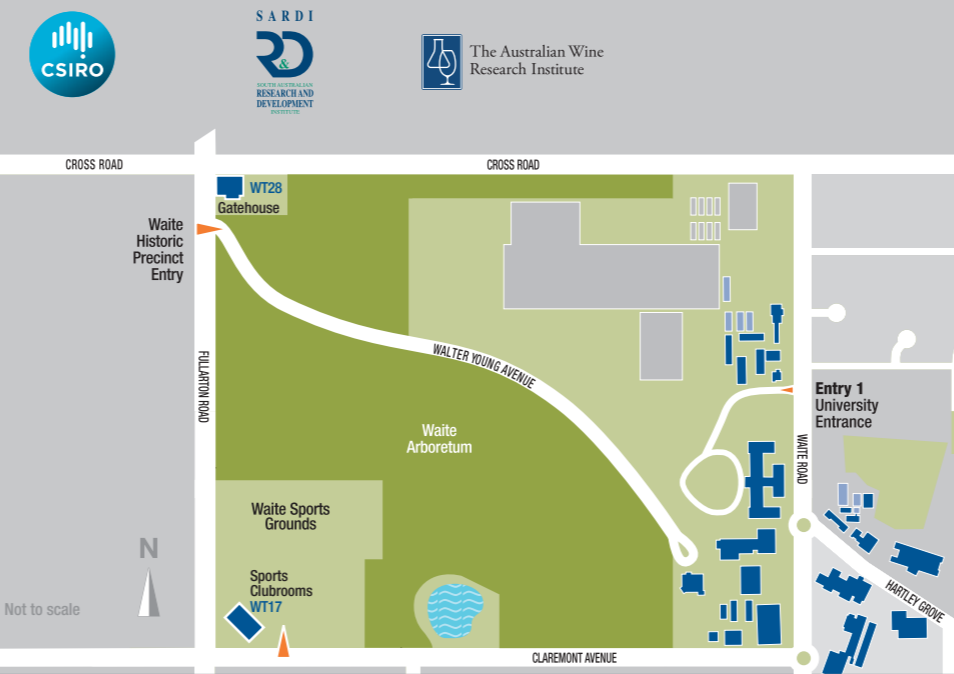 CSIRO
SARDI
R&D
SOUTH AUSTRALIAN
RESEARCH AND
DEVELOPMENT
INSTITUTE
The Australian Wine
Research Institute
CROSS ROAD
CROSS ROAD
WT28
Gatehouse
Waite
Historic
Precinct
Entry
FULLARTON ROAD
WALTER YOUNG AVENUE
Entry 1
University
Entrance
Waite
Arboretum
WAITE ROAD
Waite Sports
Grounds
N
Sports
Clubrooms
WT17
Not to scale
HARTLEY GROVE
CLAREMONT AVENUE